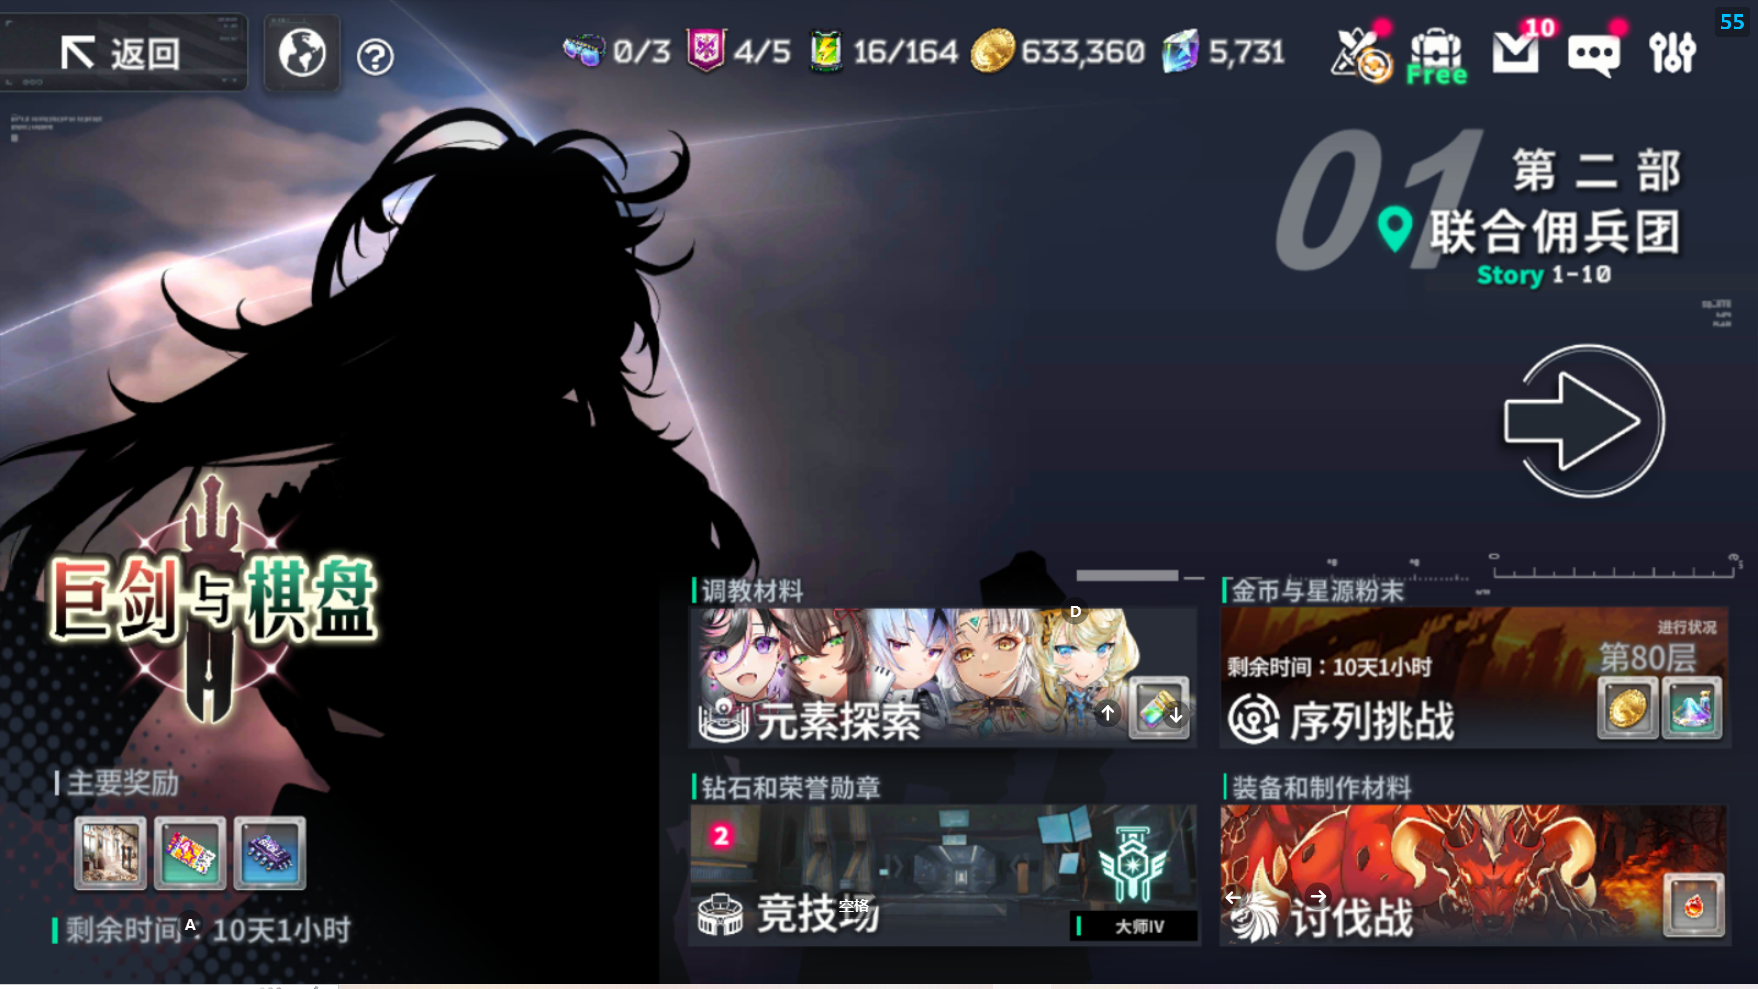 返回
0/3
4/5
16/164
633,360
5,731
Free
10
55
01
第二部
联合佣兵团
Story 1-10
巨剑与棋盘
主要奖励
剩余时间：10天1小时
A
调教材料
D
元素探索
金币与星源粉末
进行状况
第80层
剩余时间：10天1小时
序列挑战
钻石和荣誉勋章
2
竞技场
空格
大师IV
装备和制作材料
讨伐战